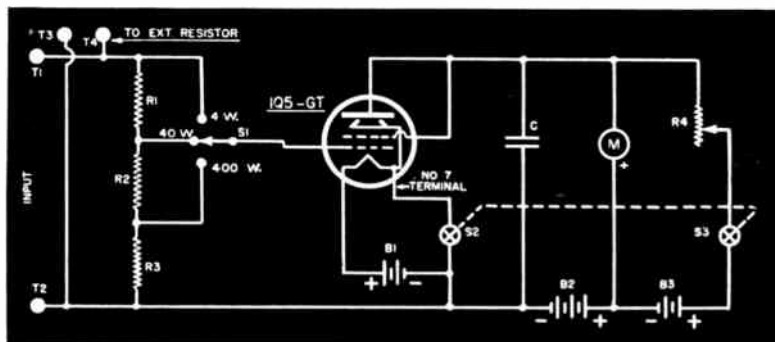 T3
T4
TO EXT RESISTOR
T1
R1
4 W.
1Q5-GT
40 W.
S1
C
R4
M
+
INPUT
R2
400 W.
NO 7
TERMINAL
S2
S3
R3
B1
+ -
T2
B2
- +
B3
- +